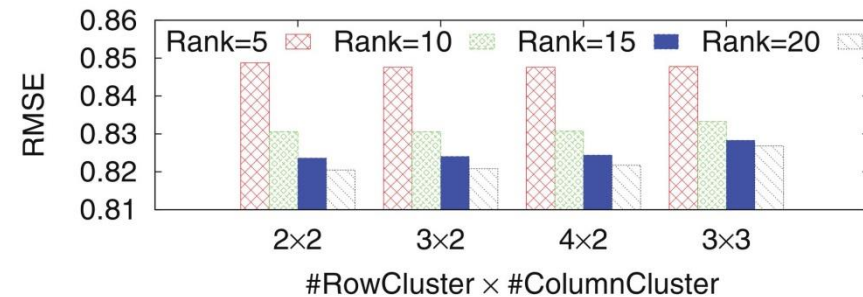 0.86
0.85
0.84
0.83
0.82
0.81
RMSE
Rank=5 Rank=10 Rank=15 Rank=20
2×2 3×2 4×2 3×3
#RowCluster × #ColumnCluster